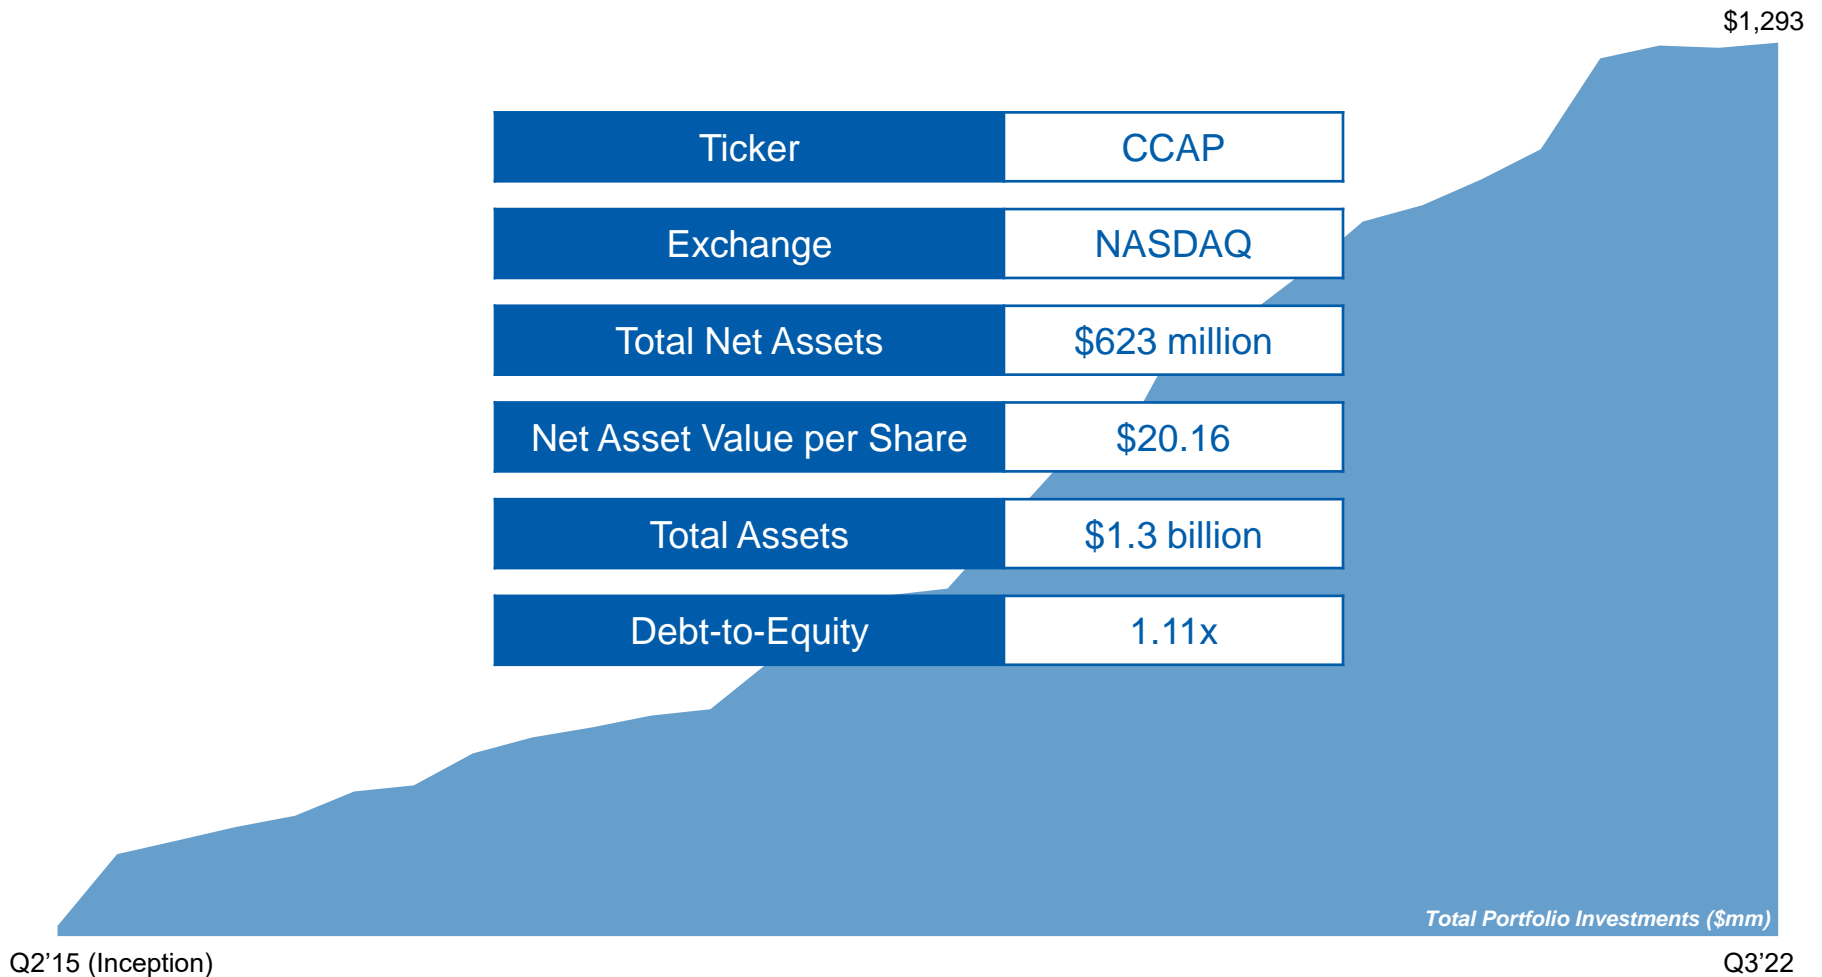 $1,293
Ticker CCAP
Exchange NASDAQ
Total Net Assets $623 million
Net Asset Value per Share $20.16
Total Assets $1.3 billion
Debt-to-Equity 1.11x
Total Portfolio Investments ($mm)
Q2’15 (Inception) Q3’22